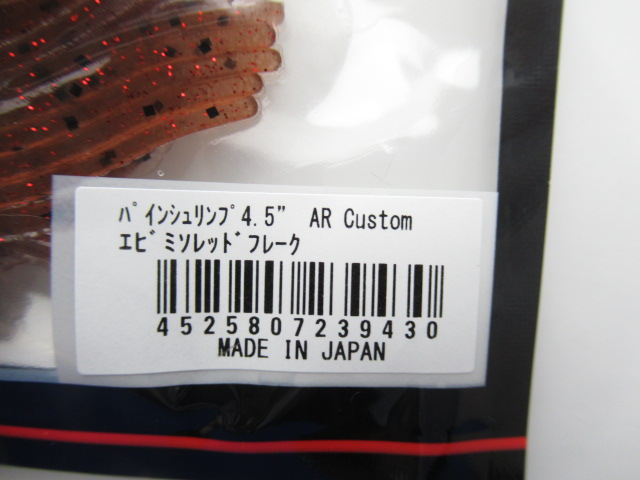 ﾊﾟｲﾝシュリンﾌﾟ4.5” AR Custom
エビﾞミソレッドﾞフレーク
4525807239430
MADE IN JAPAN